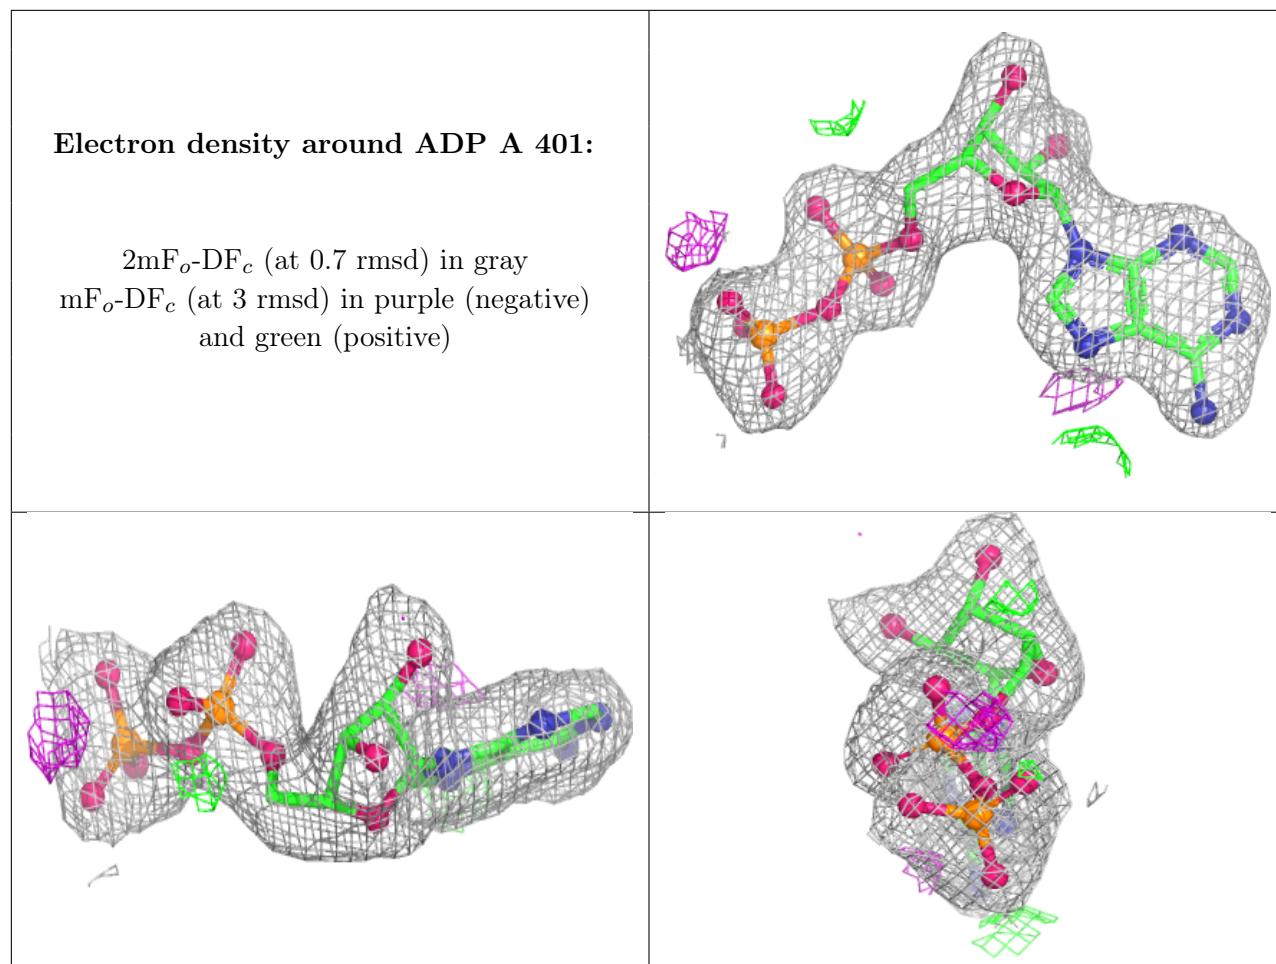 Electron density around ADP A 401:
2mFo-DFc (at 0.7 rmsd) in gray
mFo-DFc (at 3 rmsd) in purple (negative)
and green (positive)